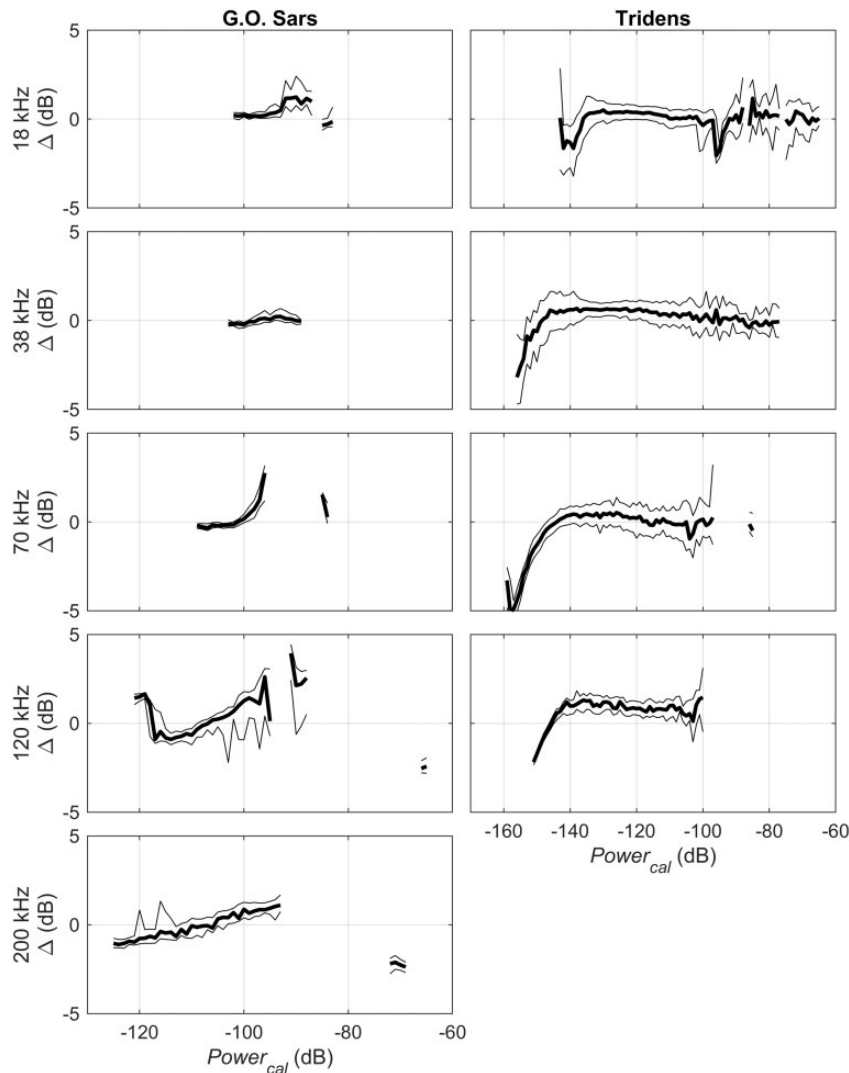 G.O. Sars
Tridens
5
0
-5
18 kHz
Δ (dB)
5
0
-5
38 kHz
Δ (dB)
5
0
-5
70 kHz
Δ (dB)
5
0
-5
120 kHz
Δ (dB)
-160 -140 -120 -100 -80 -60
Power_cal (dB)
5
0
-5
200 kHz
Δ (dB)
-120 -100 -80 -60
Power_cal (dB)